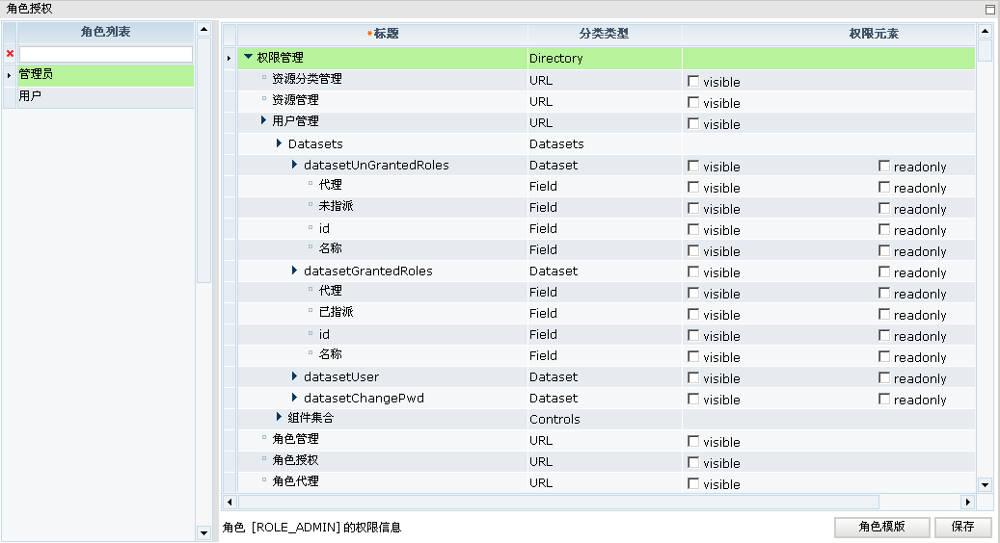 角色授权
角色列表
管理员
用户
*标题 分类类型 权限元素
权限管理 Directory
资源分类管理 URL visible
资源管理 URL visible
用户管理 URL visible
Datasets Datasets
datasetUnGrantedRoles Dataset visible readonly
代理 Field visible readonly
未指派 Field visible readonly
id Field visible readonly
名称 Field visible readonly
datasetGrantedRoles Dataset visible readonly
代理 Field visible readonly
已指派 Field visible readonly
id Field visible readonly
名称 Field visible readonly
datasetUser Dataset visible readonly
datasetChangePwd Dataset visible readonly
组件集合 Controls
角色管理 URL visible
角色授权 URL visible
角色代理 URL visible
角色 [ROLE_ADMIN] 的权限信息 角色模版 保存